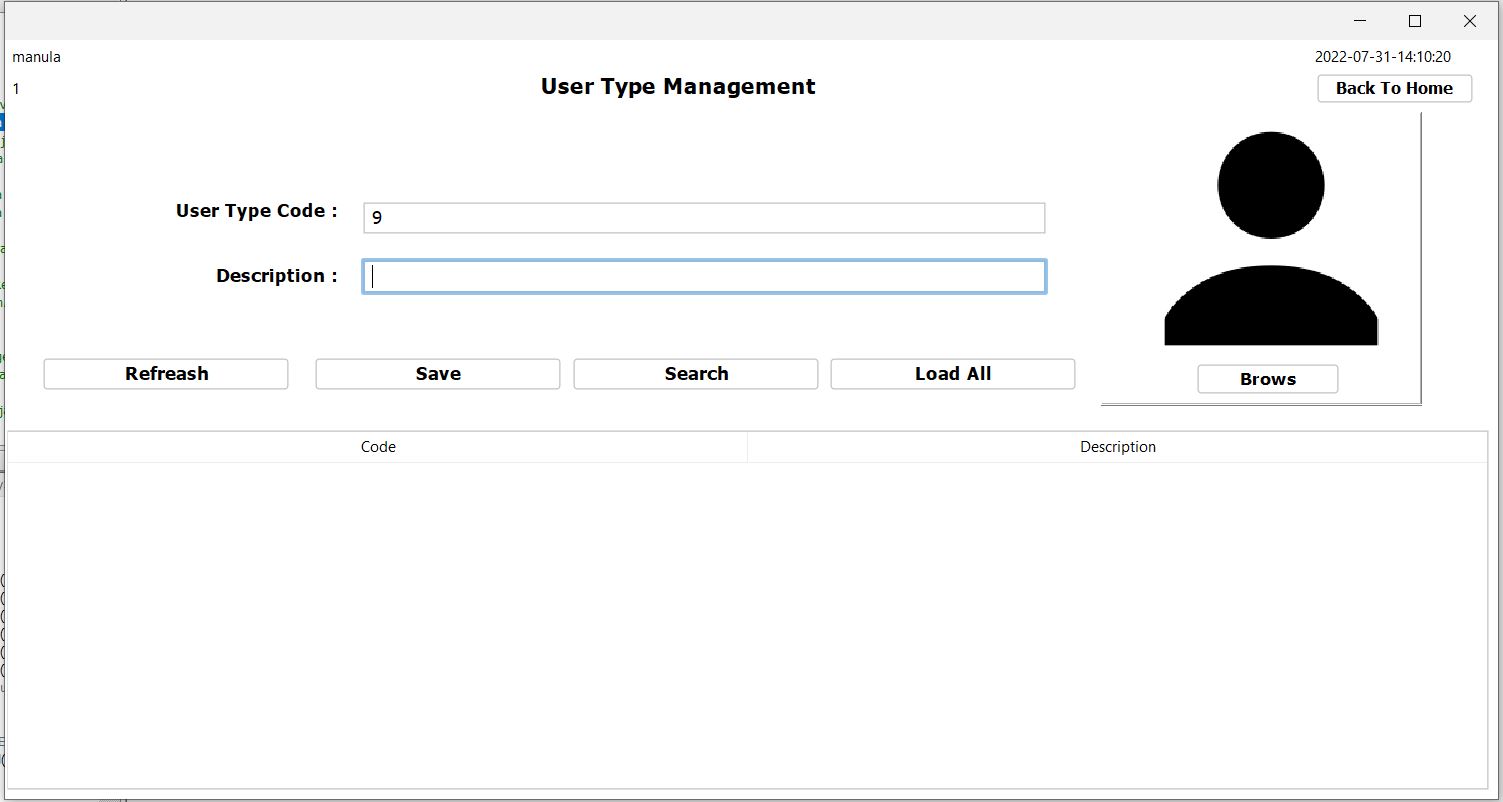 manula
2022-07-31-14:10:20
1
User Type Management
Back To Home
User Type Code :
9
Description :
Refreash
Save
Search
Load All
Brows
Code
Description